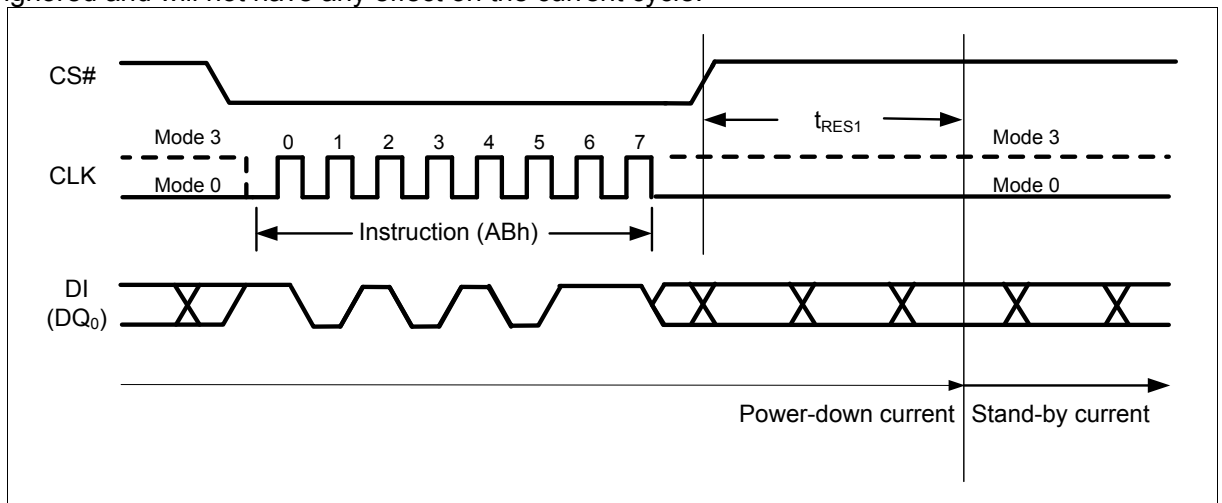 ignored and will not have any effect on the current cycle.
CS#
tRES1
Mode 3
0 1 2 3 4 5 6 7
Mode 3
CLK
Mode 0
Mode 0
Instruction (ABh)
DI
(DQ0)
Power-down current
Stand-by current